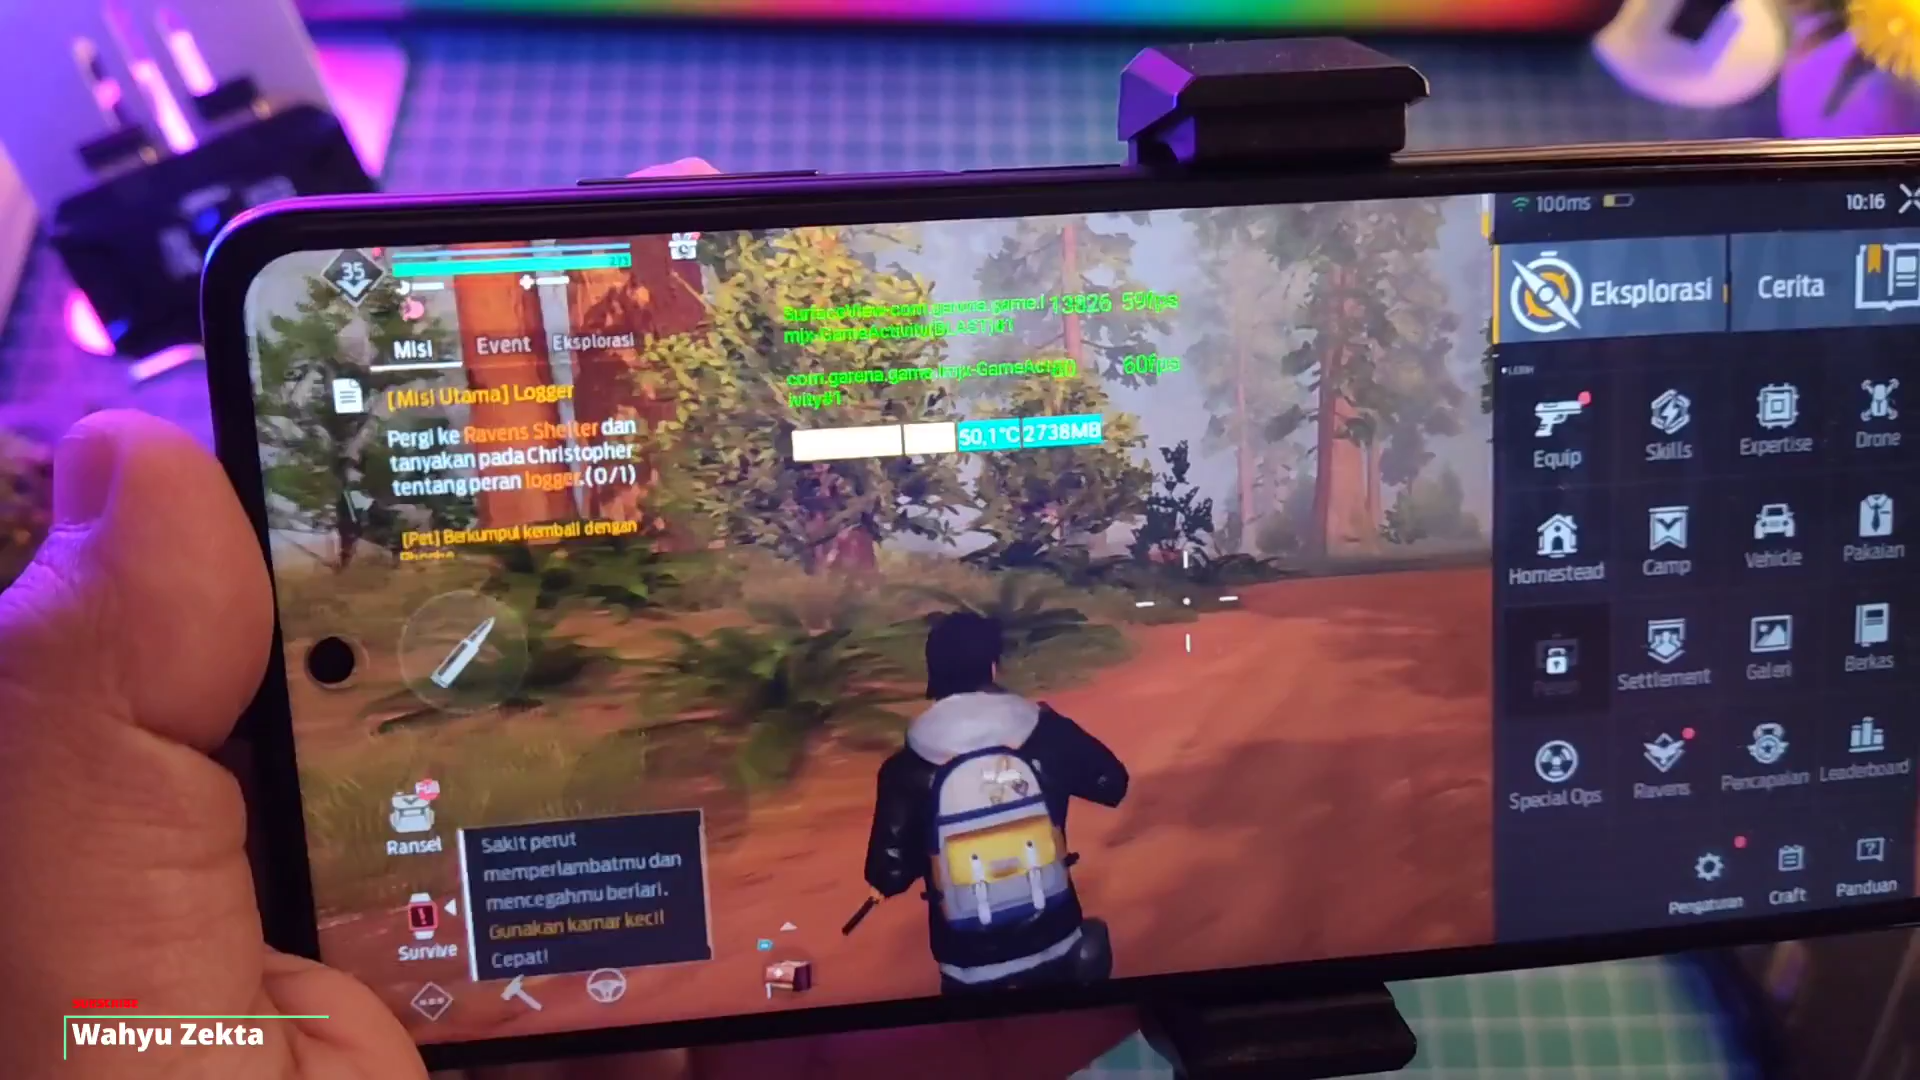 100ms
10:16
35
Misi Event Eksplorasi
[Misi Utama] Logger
Pergi ke Ravens Shelter dan
tanyakan pada Christopher
tentang peran logger.(0/1)
[Pet] Berkumpul kembali dengan
13826 59fps
60fps
50,1°C 2738MB
Eksplorasi Cerita
Equip Skills Expertise Drone
Homestead Camp Vehicle Pakaian
Settlement Galeri Berkas
Special Ops Ravens Pencapaian Leaderboard
Pengaturan Craft Panduan
Full
Ransel
Survive
Sakit perut
memperlambatmu dan
mencegahmu berlari.
Gunakan kamar kecil
Cepat!
SUBSCRIBE
Wahyu Zekta